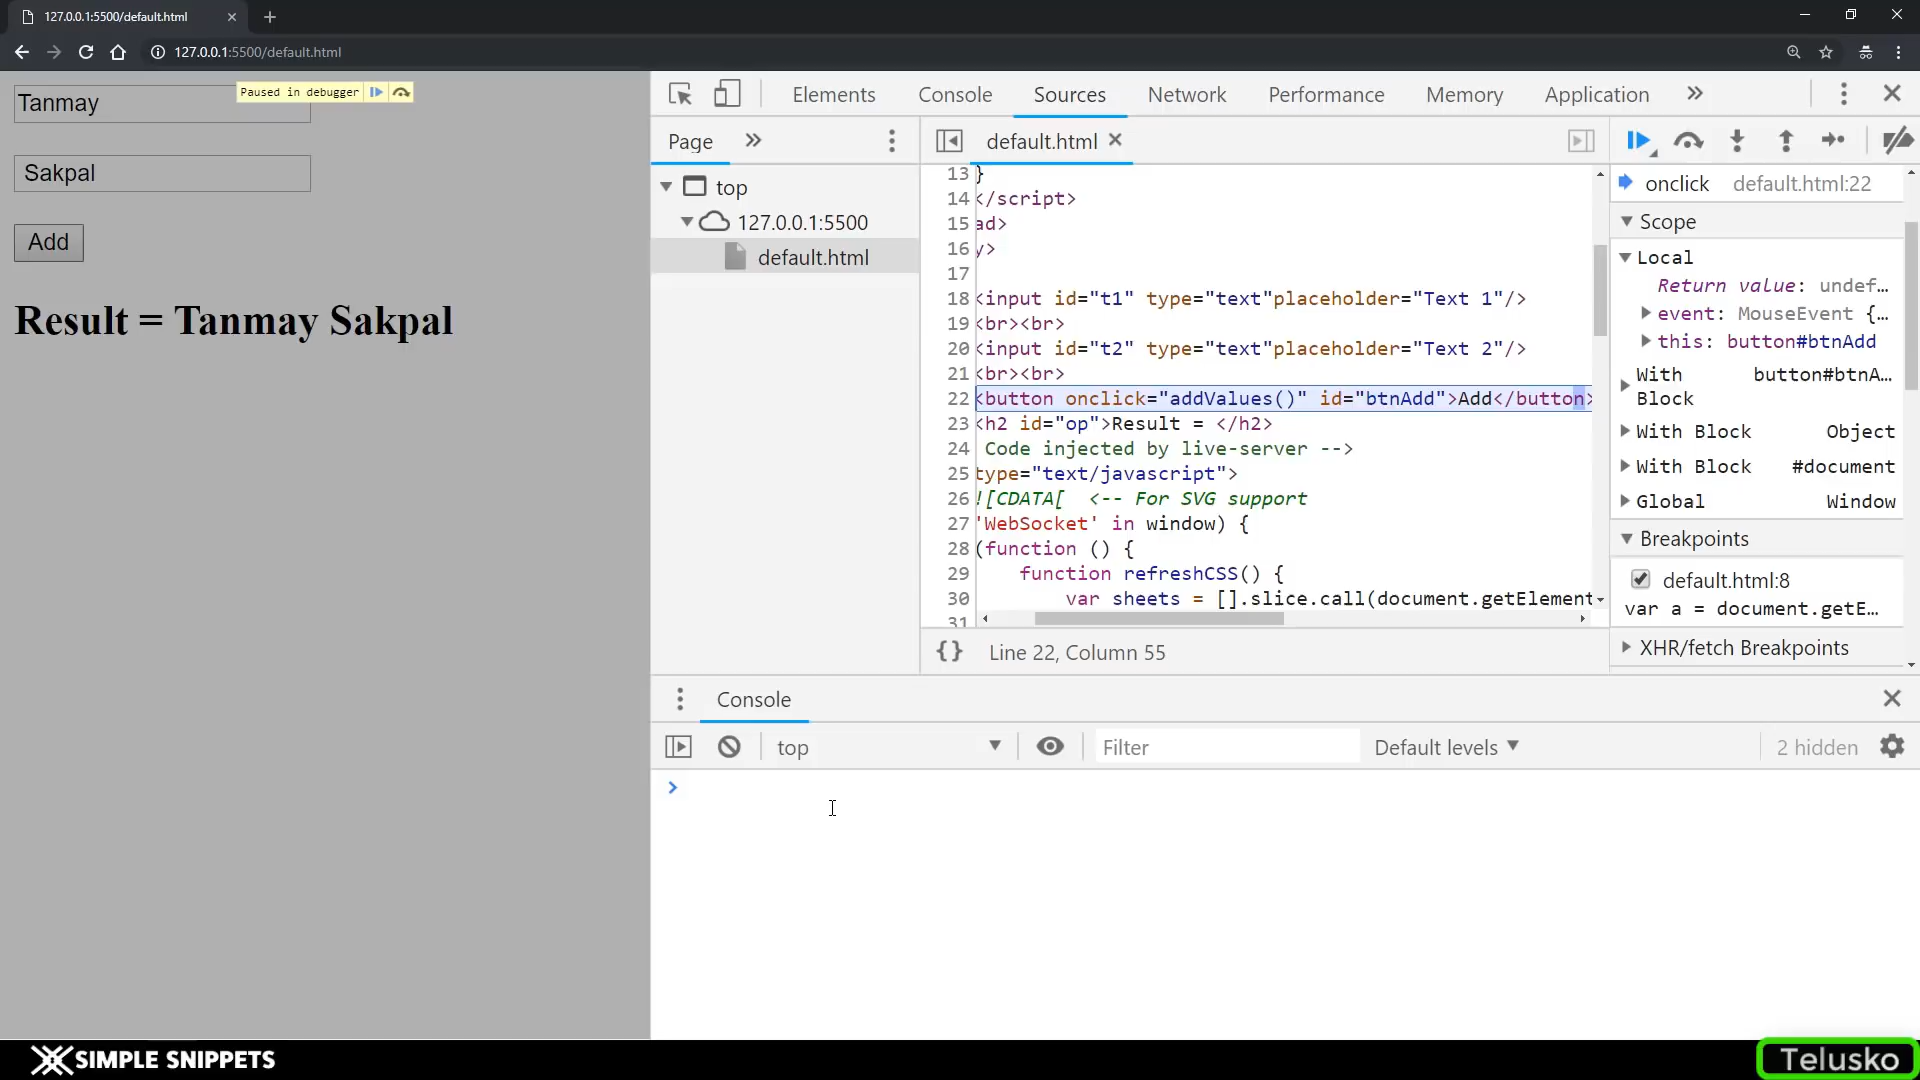 127.0.0.1:5500/default.html
127.0.0.1:5500/default.html
Paused in debugger
Tanmay
Sakpal
Add
Result = Tanmay Sakpal
Elements Console Sources Network Performance Memory Application
Page
default.html
top
127.0.0.1:5500
default.html
13 }
14 </script>
15 ad>
16 y>
17
18 <input id="t1" type="text"placeholder="Text 1"/>
19 <br><br>
20 <input id="t2" type="text"placeholder="Text 2"/>
21 <br><br>
22 <button onclick="addValues()" id="btnAdd">Add</button>
23 <h2 id="op">Result = </h2>
24 Code injected by live-server -->
25 type="text/javascript">
26 ![CDATA[ <-- For SVG support
27 'WebSocket' in window) {
28 (function () {
29 function refreshCSS() {
30 var sheets = [].slice.call(document.getElement
31
{} Line 22, Column 55
onclick default.html:22
Scope
Local
Return value: undef…
event: MouseEvent {…
this: button#btnAdd
With Block button#btnA…
With Block Object
With Block #document
Global Window
Breakpoints
default.html:8
var a = document.getE…
XHR/fetch Breakpoints
Console
top Filter Default levels 2 hidden
SIMPLE SNIPPETS
Telusko